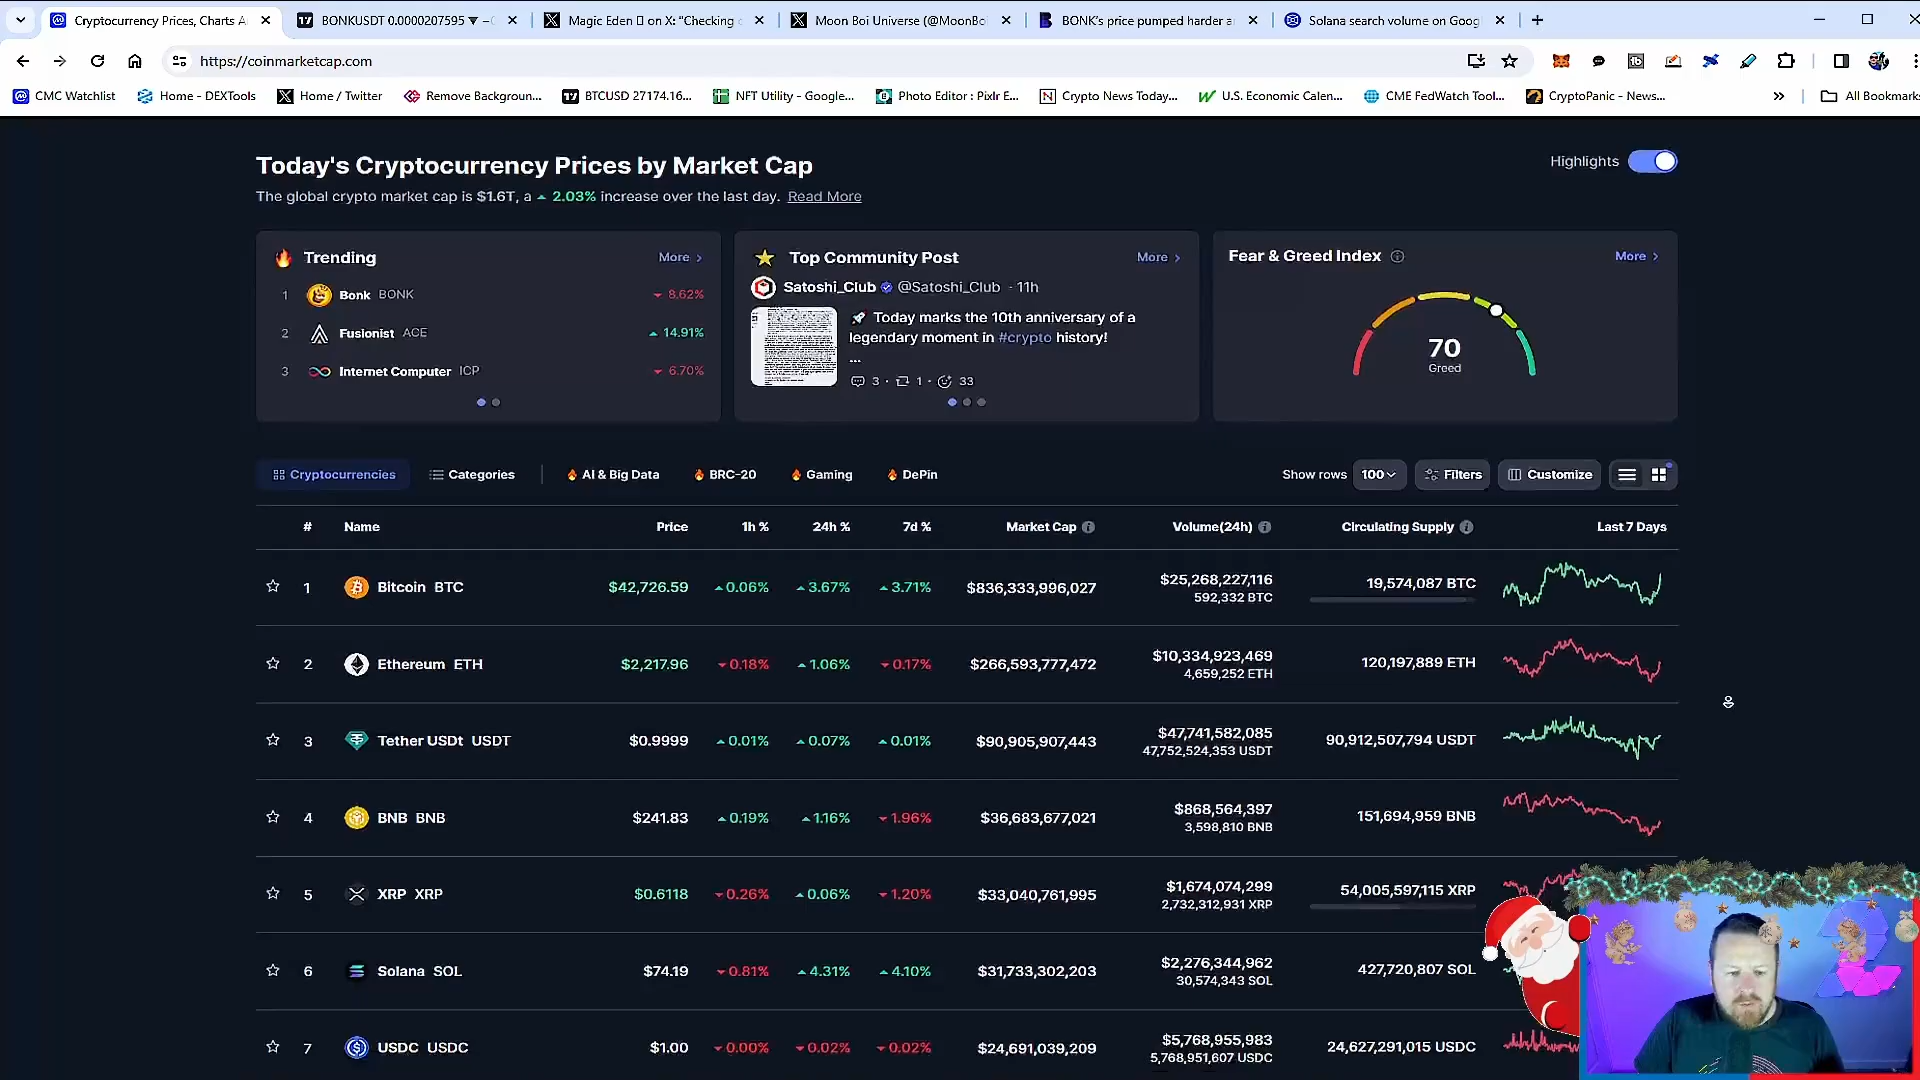 Cryptocurrency Prices, Charts A
BONKUSDT 0.0000207595 ▼ −
Magic Eden ▯ on X: "Checking
Moon Boi Universe (@MoonBo
BONK's price pumped harder a
Solana search volume on Goog
https://coinmarketcap.com
CMC Watchlist
Home - DEXTools
Home / Twitter
Remove Backgroun...
BTCUSD 27174.16...
NFT Utility - Google...
Photo Editor : Pixlr E...
Crypto News Today...
U.S. Economic Calen...
CME FedWatch Tool...
CryptoPanic - News...
All Bookmarks
Today's Cryptocurrency Prices by Market Cap
Highlights
The global crypto market cap is $1.6T, a 2.03% increase over the last day. Read More
Trending More
1 Bonk BONK 8.62%
2 Fusionist ACE 14.91%
3 Internet Computer ICP 6.70%
Top Community Post More
Satoshi_Club @Satoshi_Club · 11h
🚀 Today marks the 10th anniversary of a
legendary moment in #crypto history!
...
3 · 1 · 33
Fear & Greed Index More
70
Greed
Cryptocurrencies Categories AI & Big Data BRC-20 Gaming DePin Show rows 100 Filters Customize
# Name Price 1h % 24h % 7d % Market Cap Volume(24h) Circulating Supply Last 7 Days
1 Bitcoin BTC $42,726.59 0.06% 3.67% 3.71% $836,333,996,027 $25,268,227,116 19,574,087 BTC
592,332 BTC
2 Ethereum ETH $2,217.96 0.18% 1.06% 0.17% $266,593,777,472 $10,334,923,469 120,197,889 ETH
4,659,252 ETH
3 Tether USDt USDT $0.9999 0.01% 0.07% 0.01% $90,905,907,443 $47,741,582,085 90,912,507,794 USDT
47,752,524,353 USDT
4 BNB BNB $241.83 0.19% 1.16% 1.96% $36,683,677,021 $868,564,397 151,694,959 BNB
3,598,810 BNB
5 XRP XRP $0.6118 0.26% 0.06% 1.20% $33,040,761,995 $1,674,074,299 54,005,597,115 XRP
2,732,312,931 XRP
6 Solana SOL $74.19 0.81% 4.31% 4.10% $31,733,302,203 $2,276,344,962 427,720,807 SOL
30,574,343 SOL
7 USDC USDC $1.00 0.00% 0.02% 0.02% $24,691,039,209 $5,768,955,983 24,627,291,015 USDC
5,768,951,607 USDC